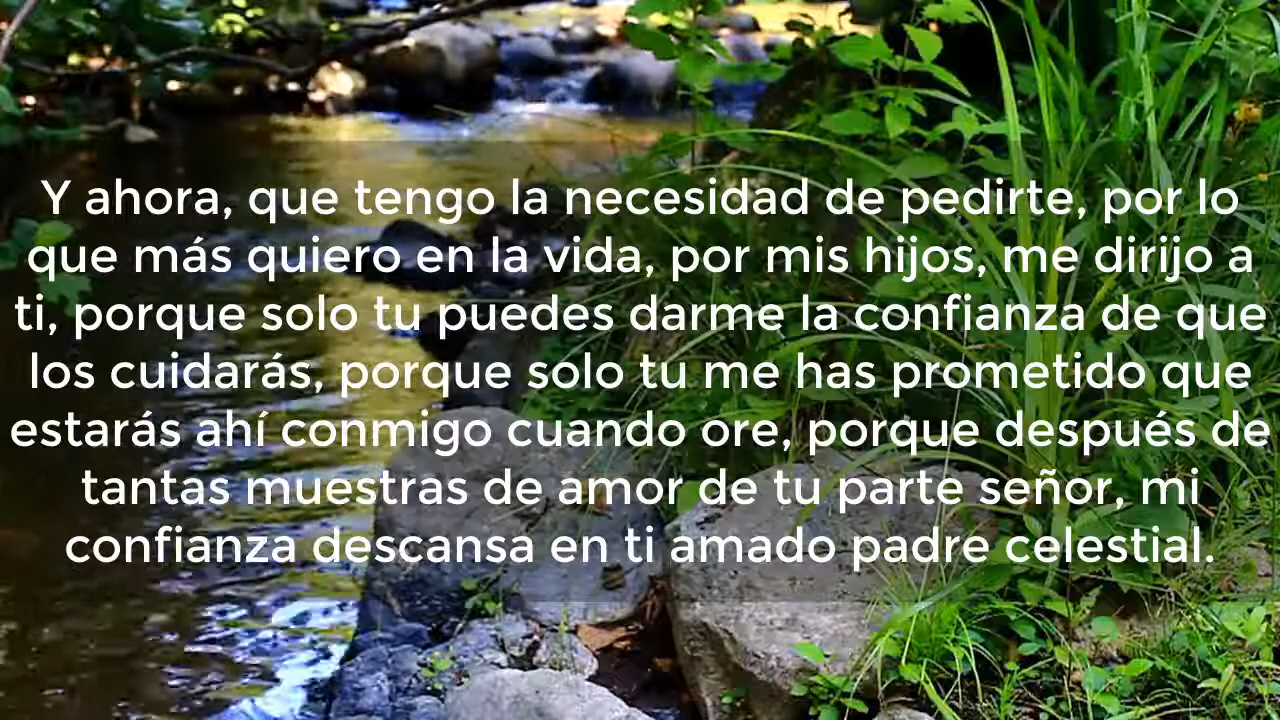 Y ahora, que tengo la necesidad de pedirte, por lo
que más quiero en la vida, por mis hijos, me dirijo a
ti, porque solo tu puedes darme la confianza de que
los cuidarás, porque solo tu me has prometido que
estarás ahí conmigo cuando ore, porque después de
tantas muestras de amor de tu parte señor, mi
confianza descansa en ti amado padre celestial.